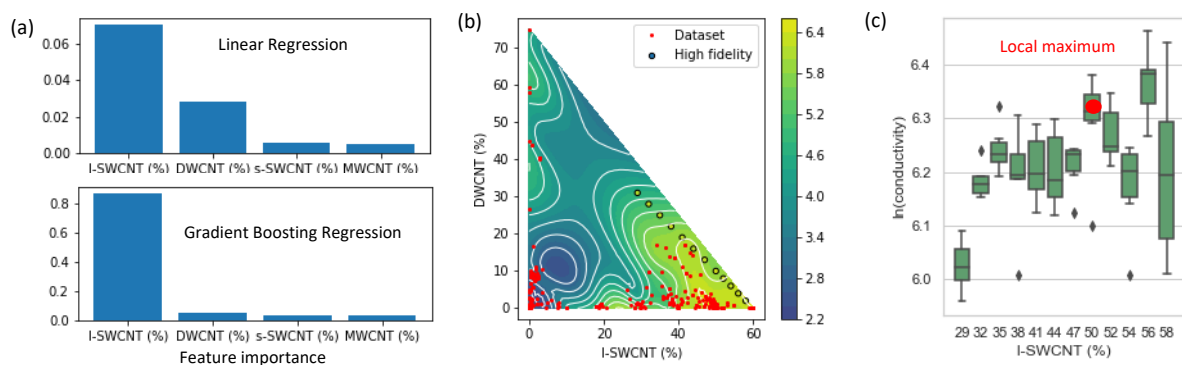 (a)
0.06
0.04
0.02
0.00
Linear Regression
l-SWCNT (%) DWCNT (%) s-SWCNT (%) MWCNT (%)
0.8
0.6
0.4
0.2
0.0
Gradient Boosting Regression
l-SWCNT (%) DWCNT (%) s-SWCNT (%) MWCNT (%)
Feature importance
(b)
DWCNT (%)
70
60
50
40
30
20
10
0
Dataset
High fidelity
0 10 20 30 40 50 60
l-SWCNT (%)
6.4
5.8
5.2
4.6
4.0
3.4
2.8
2.2
(c)
Local maximum
ln(conductivity)
6.4
6.3
6.2
6.1
6.0
29 32 35 38 41 44 47 50 52 54 56 58
l-SWCNT (%)